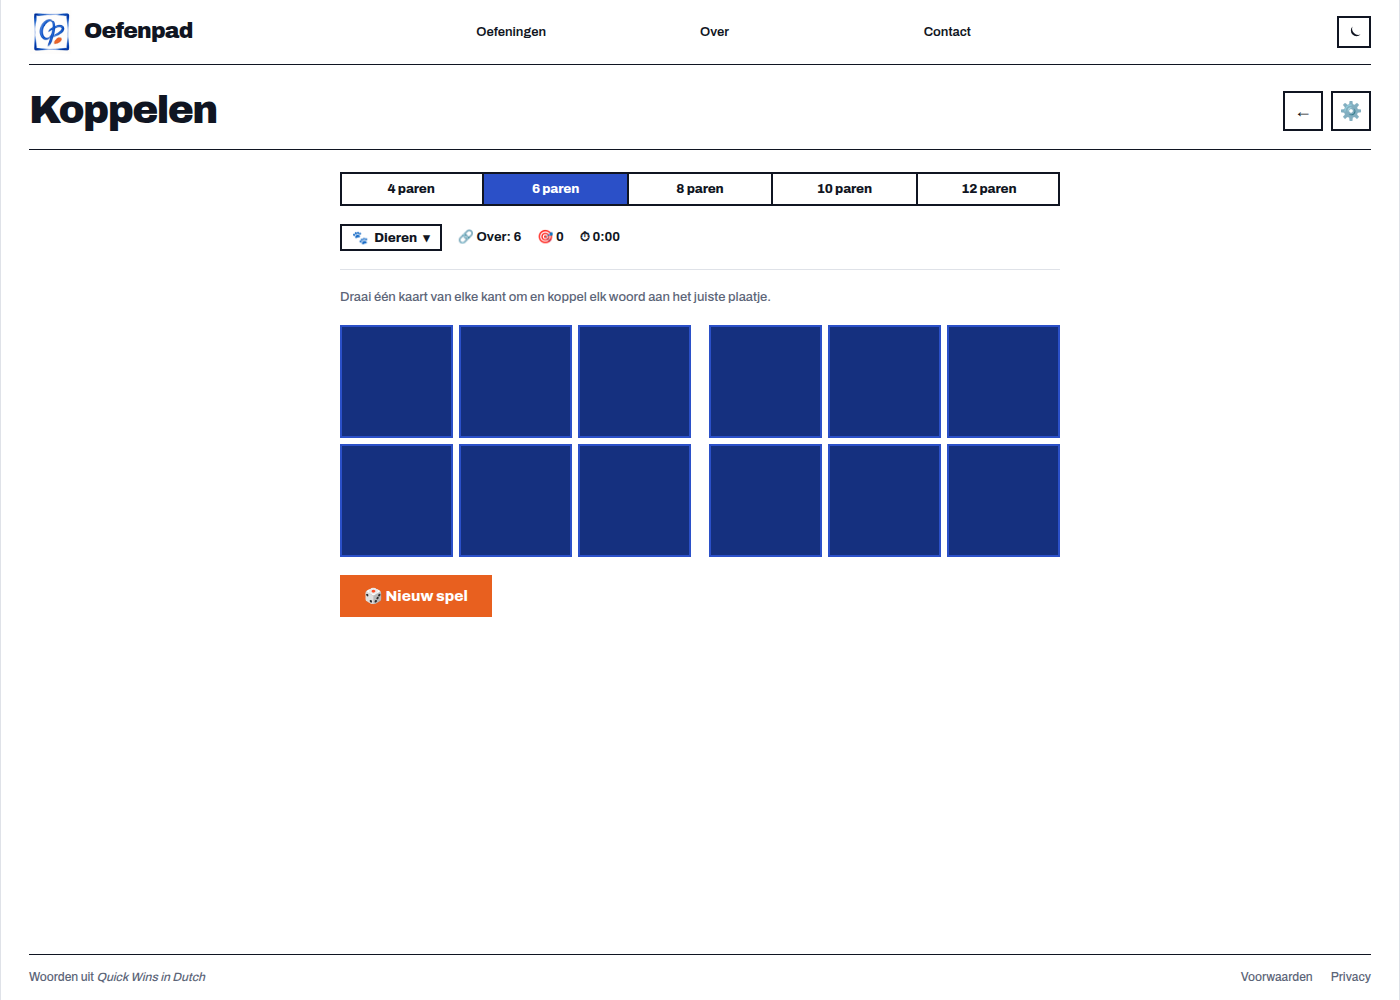 Oefenpad
Oefeningen
Over
Contact
Koppelen
←
4 paren
6 paren
8 paren
10 paren
12 paren
Dieren ▾
Over: 6
0
0:00
Draai één kaart van elke kant om en koppel elk woord aan het juiste plaatje.
Nieuw spel
Woorden uit Quick Wins in Dutch
Voorwaarden
Privacy